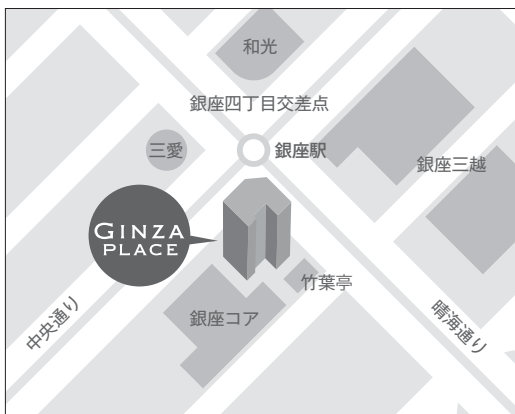 和光
銀座四丁目交差点
三愛
銀座駅
銀座三越
GINZA
PLACE
竹葉亭
銀座コア
中央通り
晴海通り